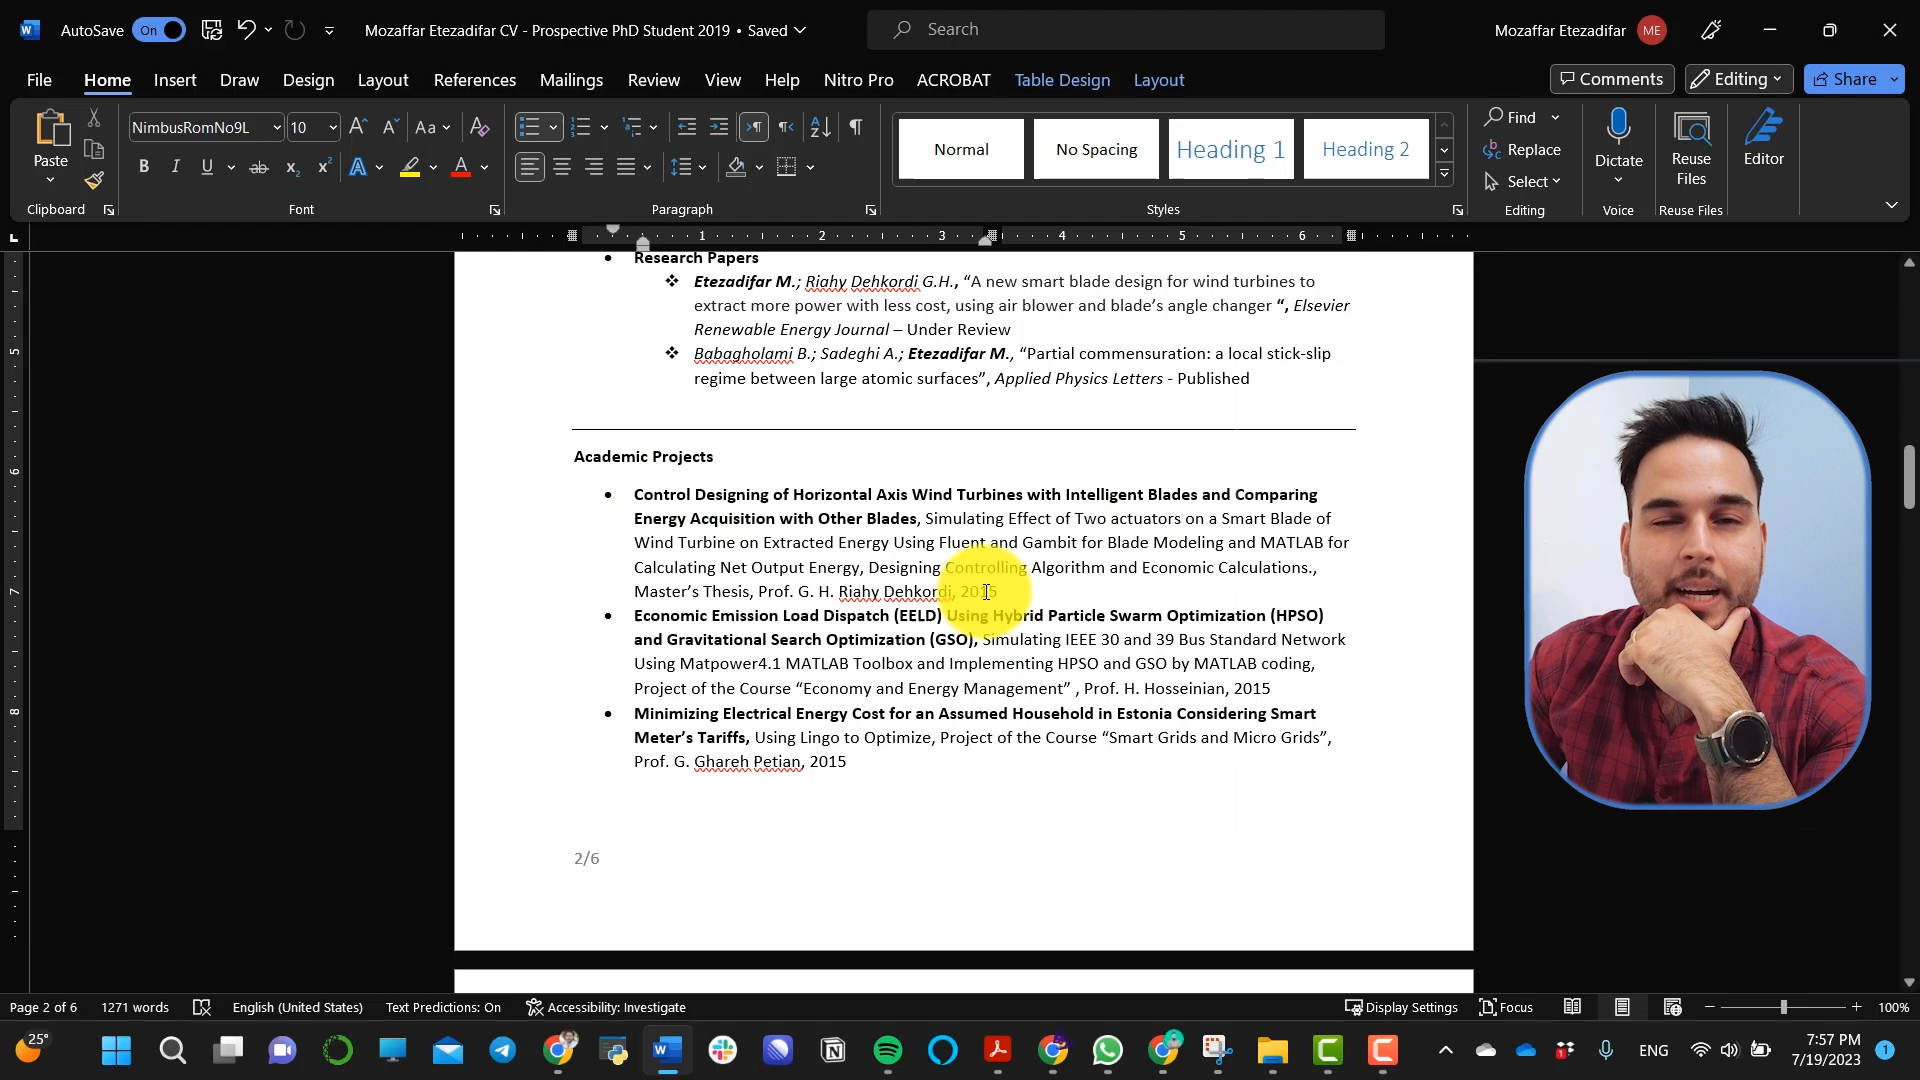 AutoSave On Mozaffar Etezadifar CV - Prospective PhD Student 2019 • Saved Search Mozaffar Etezadifar ME
File Home Insert Draw Design Layout References Mailings Review View Help Nitro Pro ACROBAT Table Design Layout Comments Editing Share
Paste NimbusRomNo9L 10 Aa Normal No Spacing Heading 1 Heading 2 Find Replace Select Dictate Reuse Files Editor
Clipboard Font Paragraph Styles Editing Voice Reuse Files
1 2 3 4 5 6
Research Papers
Etezadifar M.; Riahy Dehkordi G.H., “A new smart blade design for wind turbines to
extract more power with less cost, using air blower and blade’s angle changer “, Elsevier
Renewable Energy Journal – Under Review
Babagholami B.; Sadeghi A.; Etezadifar M., “Partial commensuration: a local stick-slip
regime between large atomic surfaces”, Applied Physics Letters - Published
Academic Projects
• Control Designing of Horizontal Axis Wind Turbines with Intelligent Blades and Comparing
Energy Acquisition with Other Blades, Simulating Effect of Two actuators on a Smart Blade of
Wind Turbine on Extracted Energy Using Fluent and Gambit for Blade Modeling and MATLAB for
Calculating Net Output Energy, Designing Controlling Algorithm and Economic Calculations.,
Master’s Thesis, Prof. G. H. Riahy Dehkordi, 2015
• Economic Emission Load Dispatch (EELD) Using Hybrid Particle Swarm Optimization (HPSO)
and Gravitational Search Optimization (GSO), Simulating IEEE 30 and 39 Bus Standard Network
Using Matpower4.1 MATLAB Toolbox and Implementing HPSO and GSO by MATLAB coding,
Project of the Course “Economy and Energy Management” , Prof. H. Hosseinian, 2015
• Minimizing Electrical Energy Cost for an Assumed Household in Estonia Considering Smart
Meter’s Tariffs, Using Lingo to Optimize, Project of the Course “Smart Grids and Micro Grids”,
Prof. G. Ghareh Petian, 2015
2/6
5
6
7
8
Page 2 of 6 1271 words English (United States) Text Predictions: On Accessibility: Investigate Display Settings Focus 100%
25° ENG 7:57 PM
7/19/2023 1